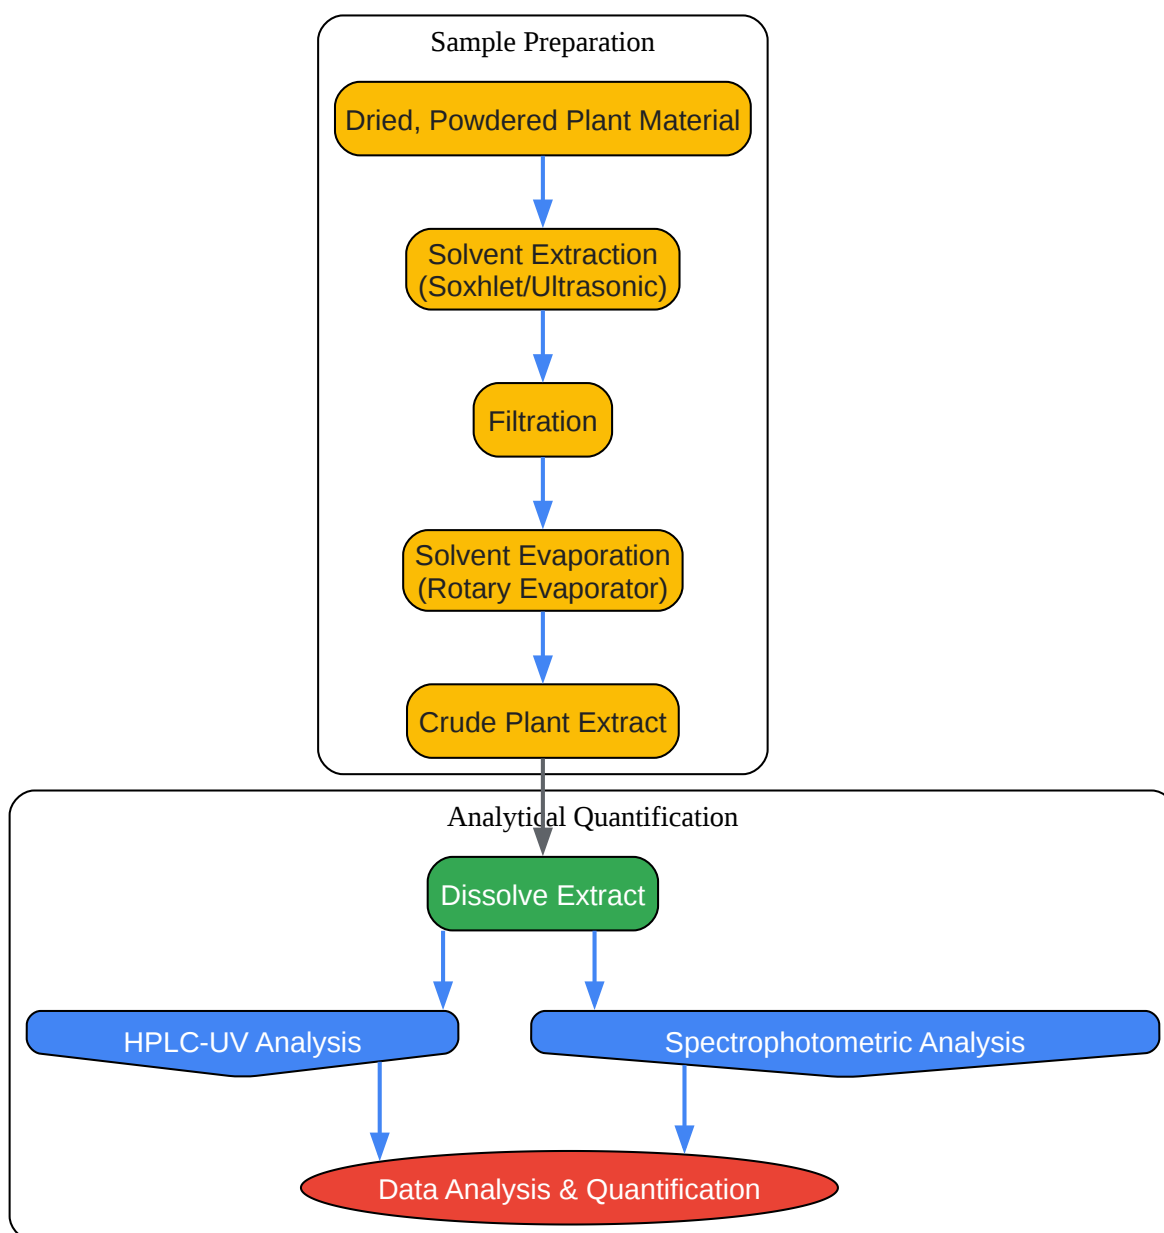 Sample Preparation
Dried, Powdered Plant Material
Solvent Extraction
(Soxhlet/Ultrasonic)
Filtration
Solvent Evaporation
(Rotary Evaporator)
Crude Plant Extract
Analytical Quantification
Dissolve Extract
HPLC-UV Analysis
Spectrophotometric Analysis
Data Analysis & Quantification